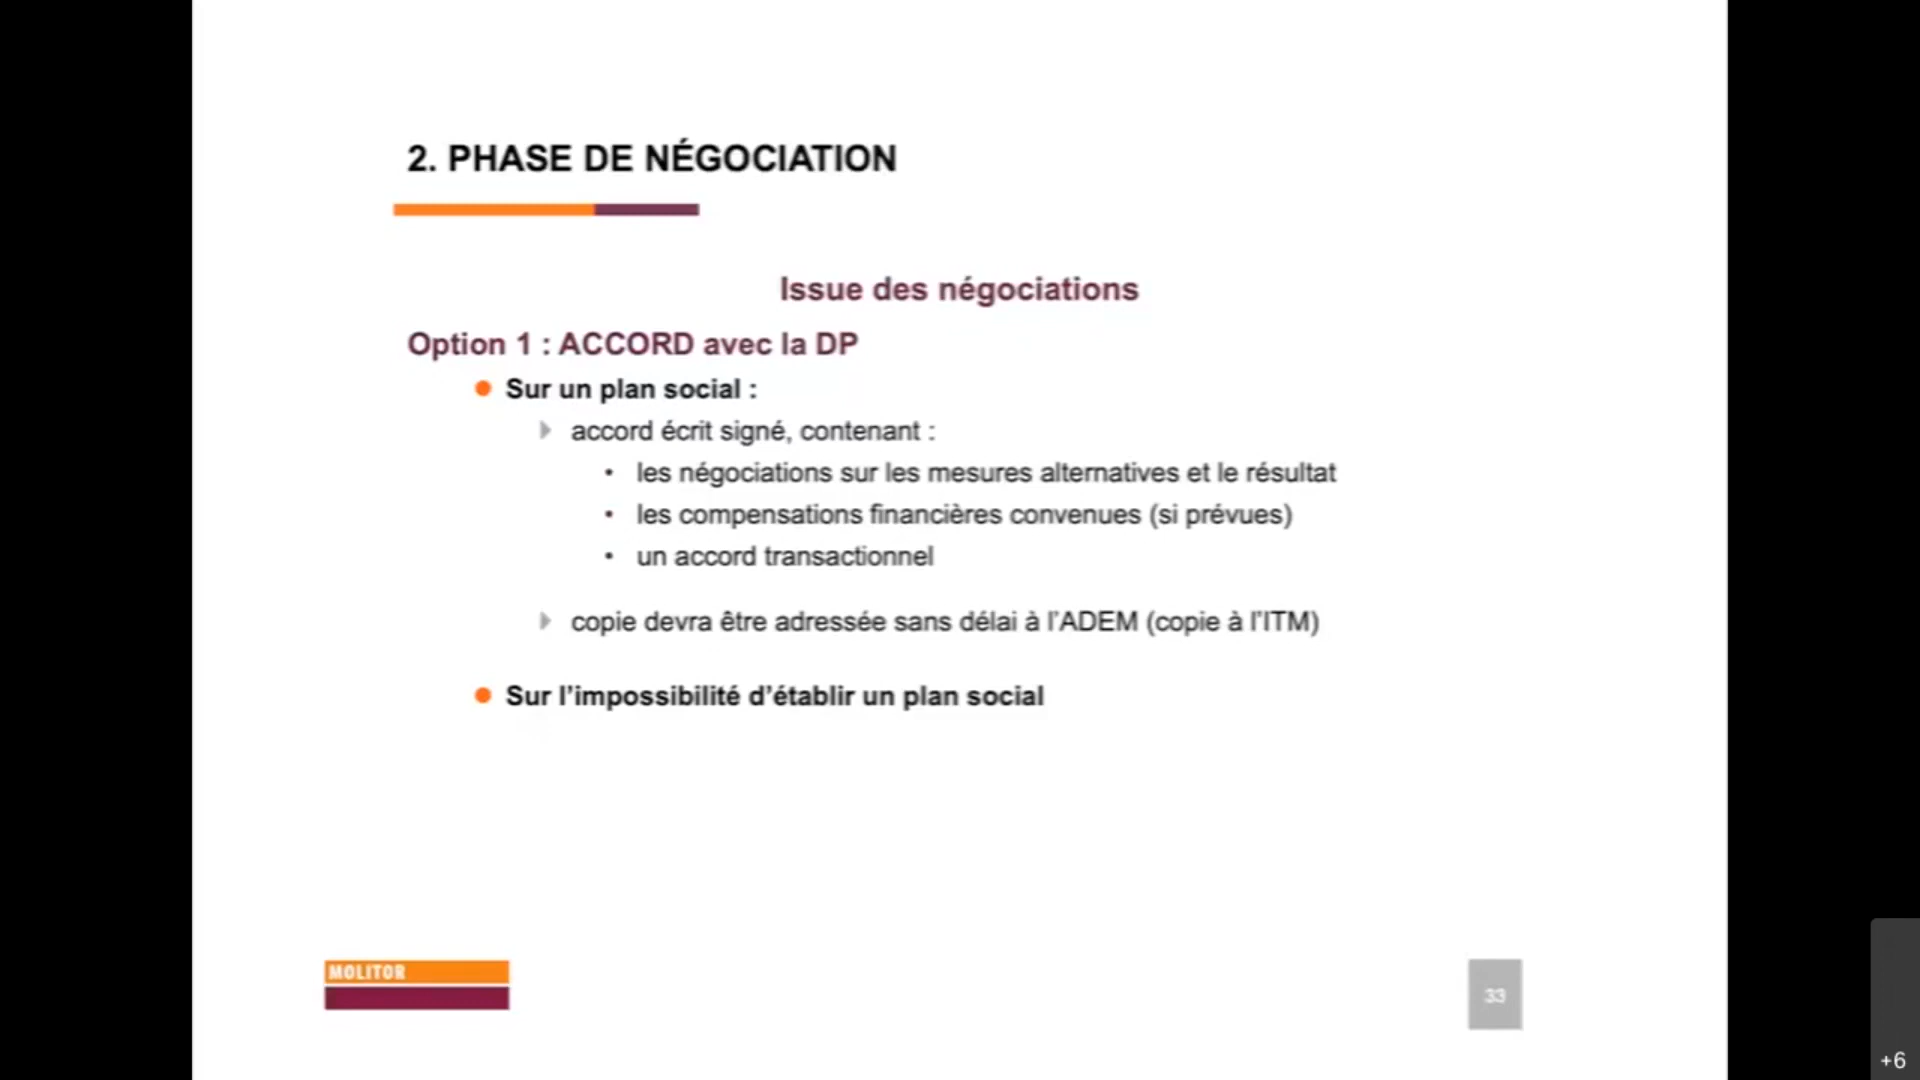 2. PHASE DE NÉGOCIATION
Issue des négociations
Option 1 : ACCORD avec la DP
Sur un plan social :
accord écrit signé, contenant :
• les négociations sur les mesures alternatives et le résultat
• les compensations financières convenues (si prévues)
• un accord transactionnel
copie devra être adressée sans délai à l'ADEM (copie à l'ITM)
Sur l'impossibilité d'établir un plan social
MOLITOR
33
+6